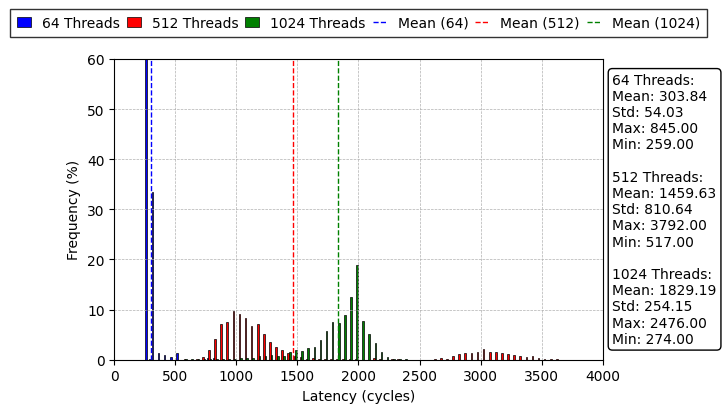 64 Threads 512 Threads 1024 Threads Mean (64) Mean (512) Mean (1024)
60
50
40
30
20
10
0
Frequency (%)
0 500 1000 1500 2000 2500 3000 3500 4000
Latency (cycles)
64 Threads:
Mean: 303.84
Std: 54.03
Max: 845.00
Min: 259.00
512 Threads:
Mean: 1459.63
Std: 810.64
Max: 3792.00
Min: 517.00
1024 Threads:
Mean: 1829.19
Std: 254.15
Max: 2476.00
Min: 274.00